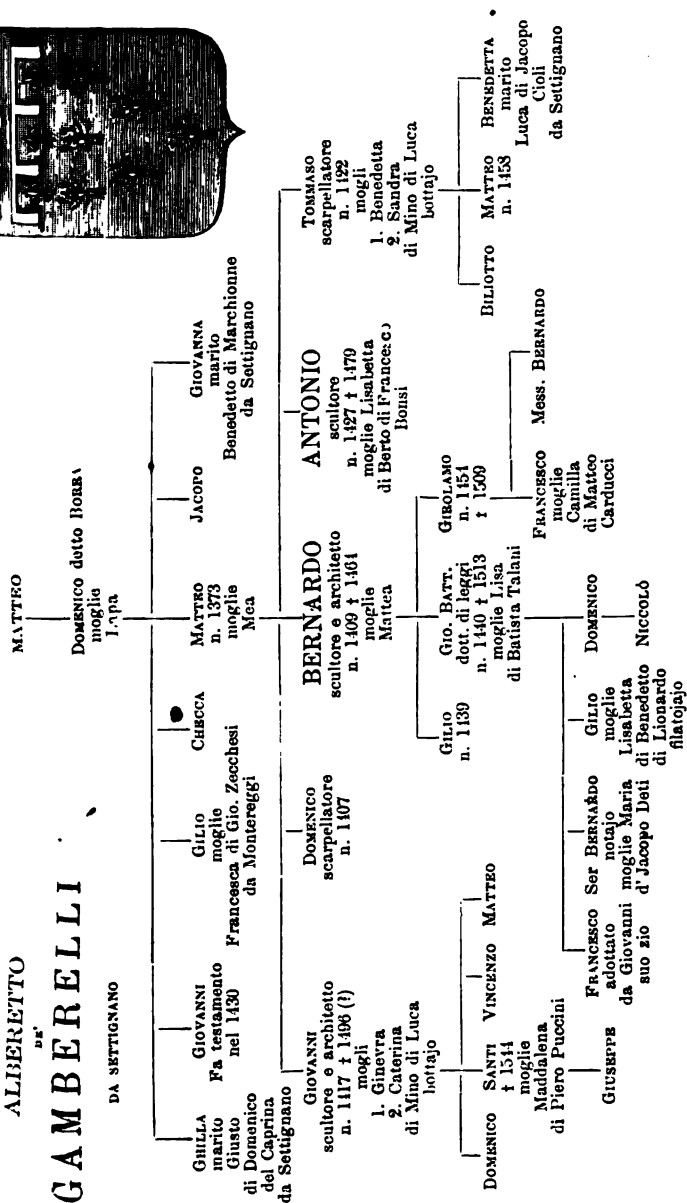 ALBERETTO
DE'
GAMBERELLI
DA SETTIGNANO
MATTEO
DOMENICO detto BORRA
moglie
Lapa
GHILLA
marito
Giusto
di Domenico
del Caprina
da Settignano
GIOVANNI
Fa testamento
nel 1430
GILIO
moglie
Francesca di Gio. Zecchesi
da Montereggi
CHECCA
MATTEO
n. 1373
moglie
Mea
JACOPO
GIOVANNA
marito
Benedetto di Marchionne
da Settignano
GIOVANNI
scultore e architetto
n. 1417 † 1496 (?)
mogli
1. Ginevra
2. Caterina
di Mino di Luca
bottajo
DOMENICO
scarpellatore
n. 1407
BERNARDO
scultore e architetto
n. 1409 † 1464
moglie
Mattea
ANTONIO
scultore
n. 1427 † 1479
moglie Lisabetta
di Berto di Francesco
Bonsi
TOMMASO
scarpellatore
n. 1422
mogli
1. Benedetta
2. Sandra
di Mino di Luca
bottajo
DOMENICO
SANTI
† 1544
moglie
Maddalena
di Piero Puccini
VINCENZO
MATTEO
GILIO
n. 1439
GIO. BATT.
dott. di leggi
n. 1440 † 1513
moglie Lisa
di Batista Talani
GIROLAMO
n. 1454
† 1509
BILIOTTO
MATTEO
n. 1458
BENEDETTA
marito
Luca di Jacopo
Cioli
da Settignano
GIUSEPPE
FRANCESCO
adottato
da Giovanni
suo zio
Ser BERNARDO
notajo
moglie Maria
d'Jacopo Deti
GILIO
moglie
Lisabetta
di Benedetto
di Lionardo
filatojajo
DOMENICO
FRANCESCO
moglie
Camilla
di Matteo
Carducci
Mess. BERNARDO
NICCOLÒ